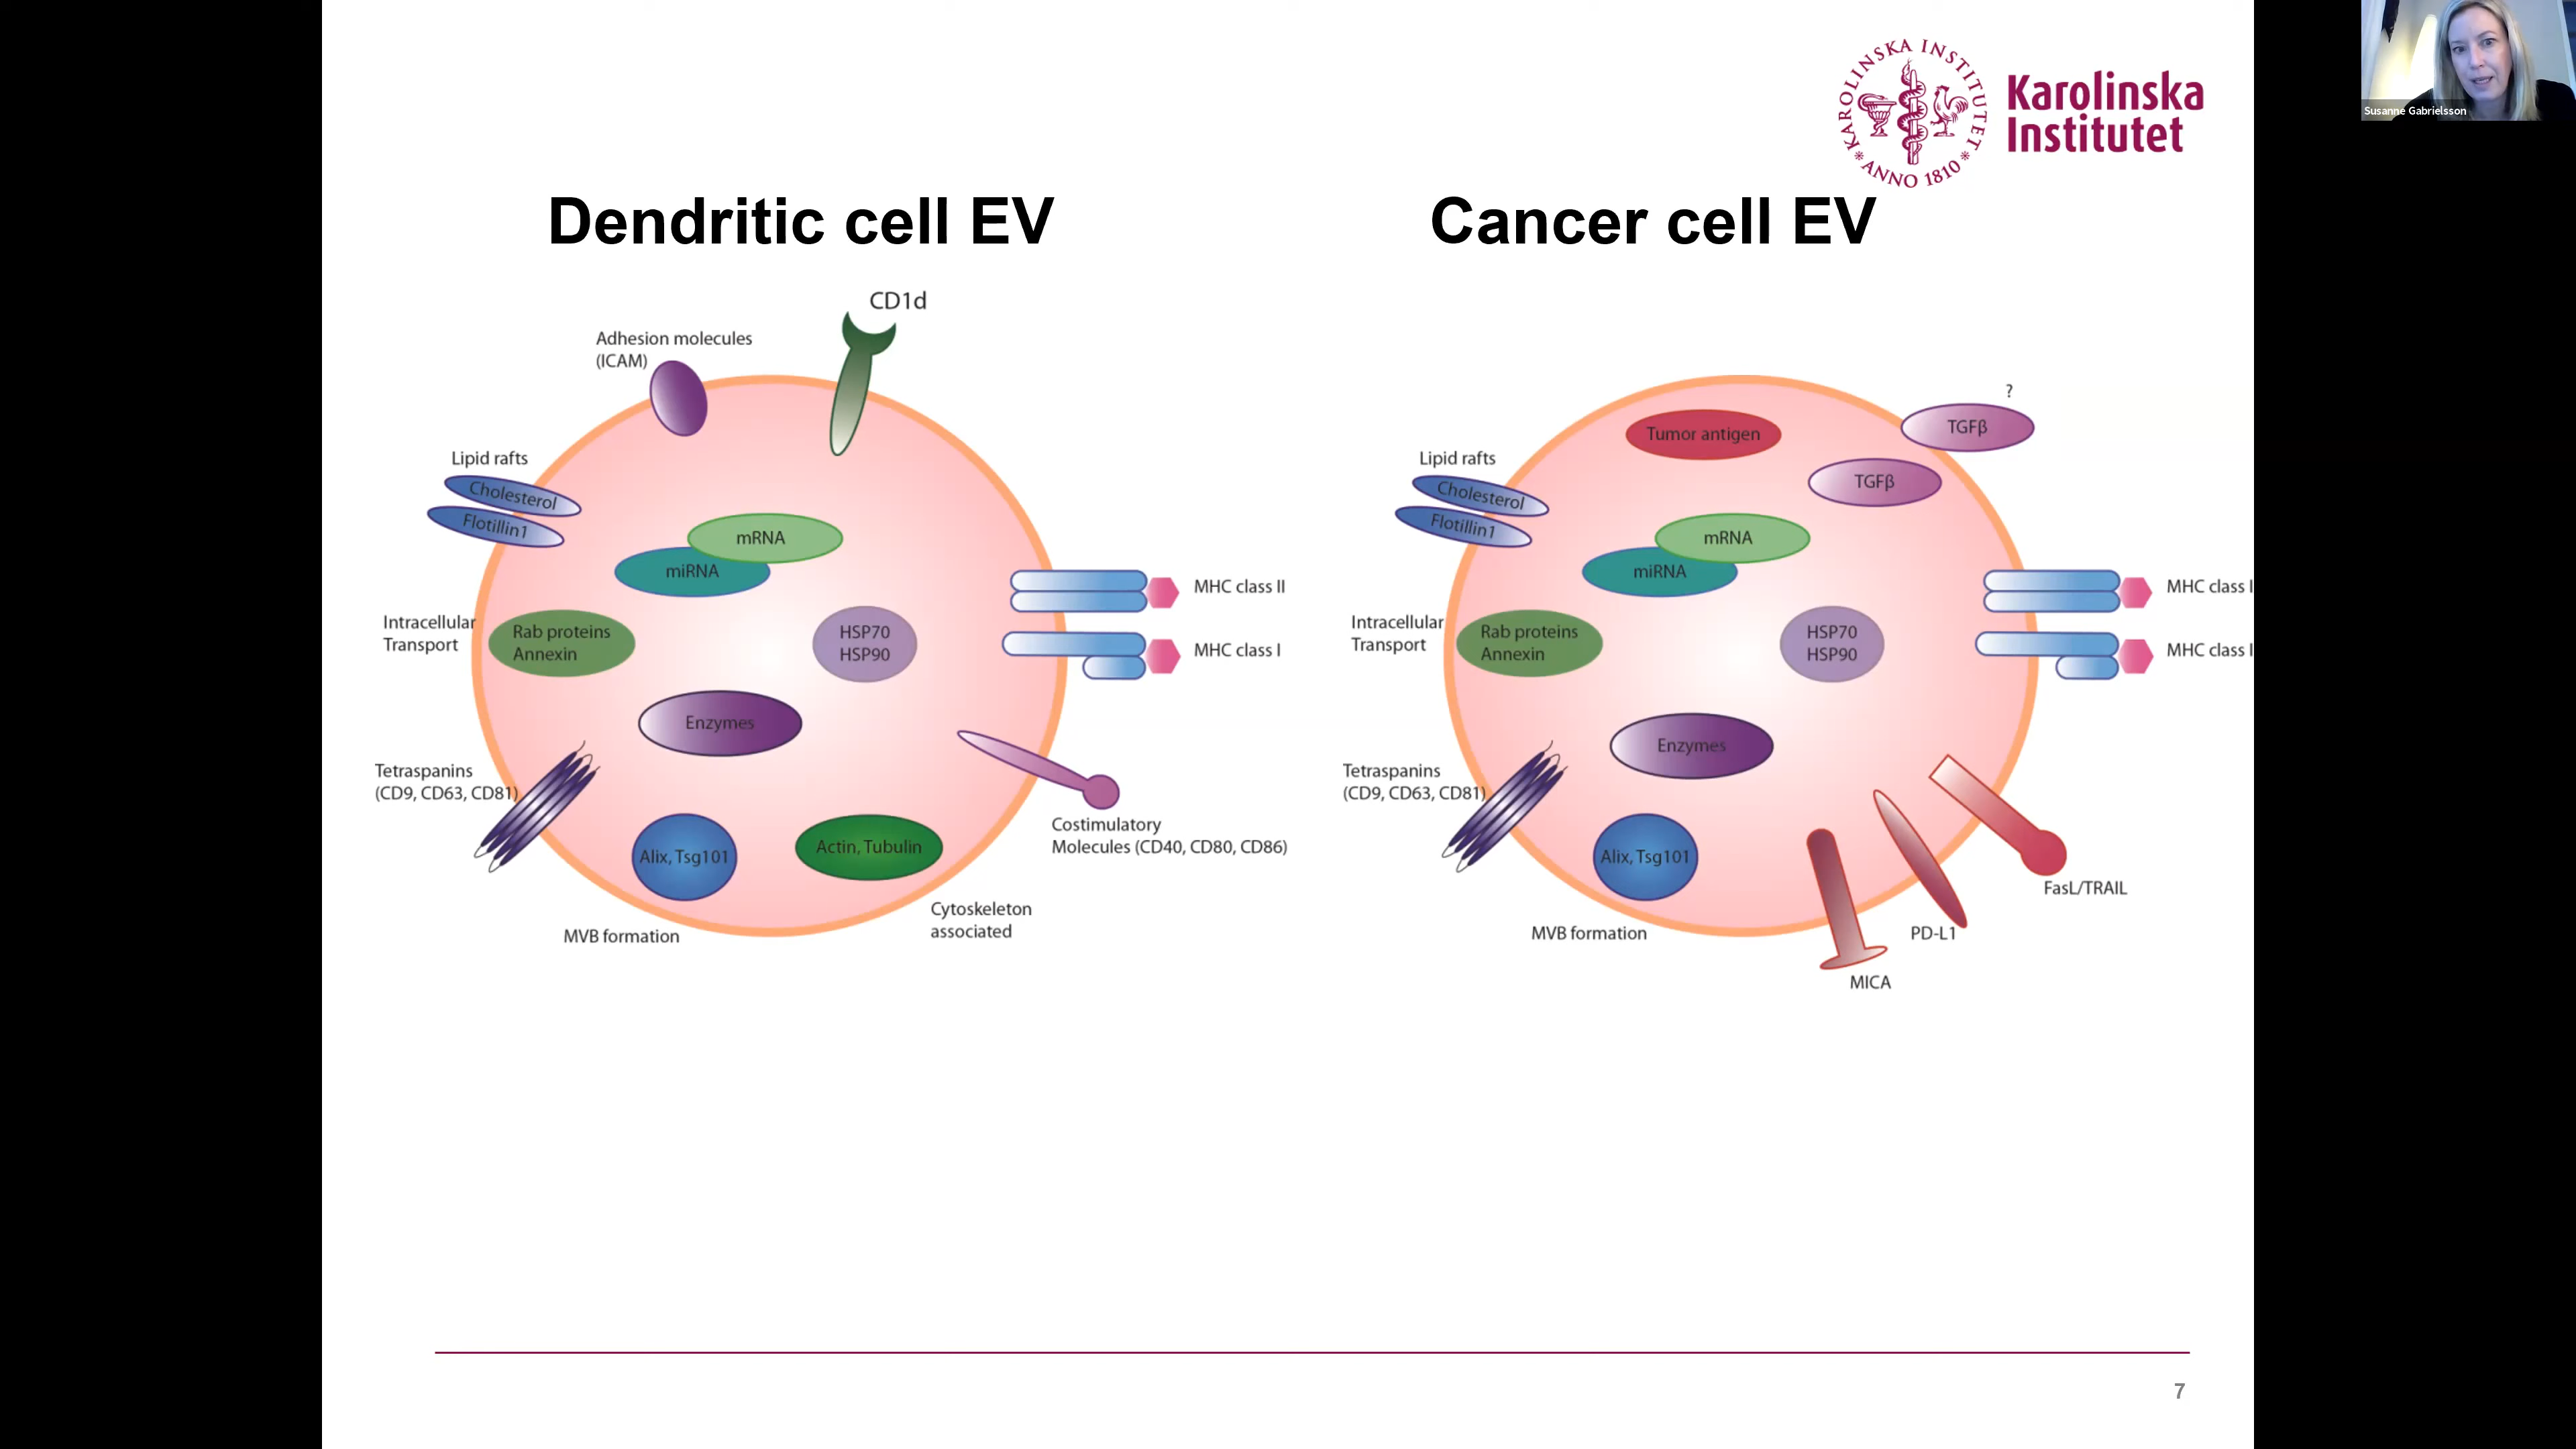 KAROLINSKA INSTITUTET
ANNO 1810
Karolinska
Institutet
Susanne Gabrielsson
Dendritic cell EV
CD1d
Adhesion molecules
(ICAM)
Lipid rafts
Cholesterol
Flotillin1
mRNA
miRNA
MHC class II
MHC class I
Intracellular
Transport
Rab proteins
Annexin
HSP70
HSP90
Enzymes
Tetraspanins
(CD9, CD63, CD81)
Alix, Tsg101
Actin, Tubulin
Costimulatory
Molecules (CD40, CD80, CD86)
Cytoskeleton
associated
MVB formation
Cancer cell EV
?
TGFβ
Tumor antigen
TGFβ
Lipid rafts
Cholesterol
Flotillin1
mRNA
miRNA
MHC class I
MHC class I
Intracellular
Transport
Rab proteins
Annexin
HSP70
HSP90
Enzymes
Tetraspanins
(CD9, CD63, CD81)
Alix, Tsg101
FasL/TRAIL
PD-L1
MVB formation
MICA
7